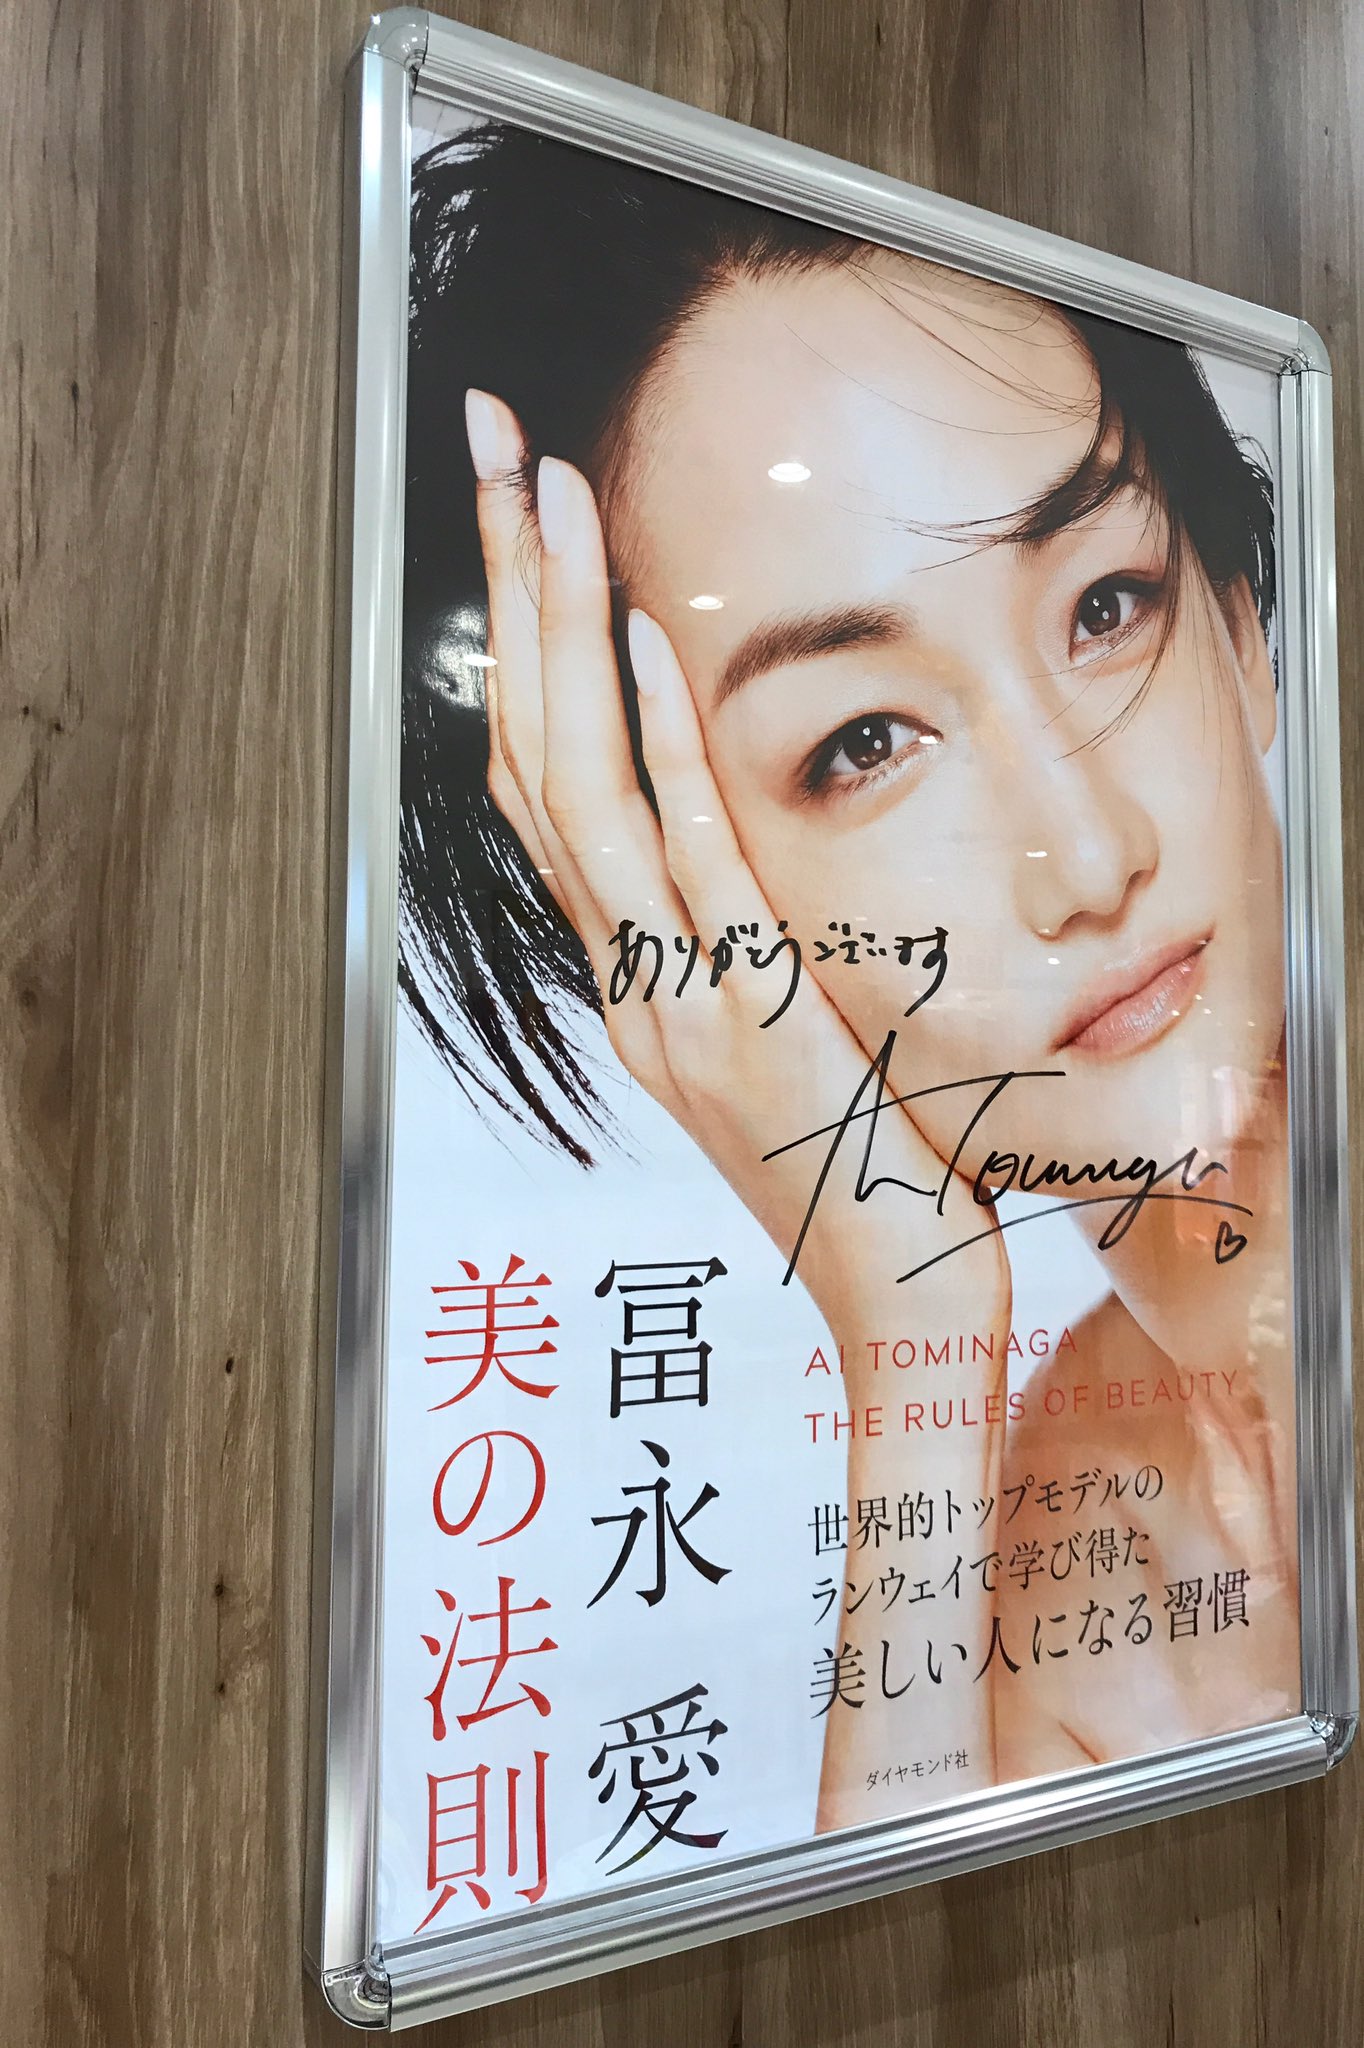 ありがとうございます
Ai Tominaga
冨永 愛
美の法則
AI TOMINAGA
THE RULES OF BEAUTY
世界的トップモデルの
ランウェイで学び得た
美しい人になる習慣
ダイヤモンド社